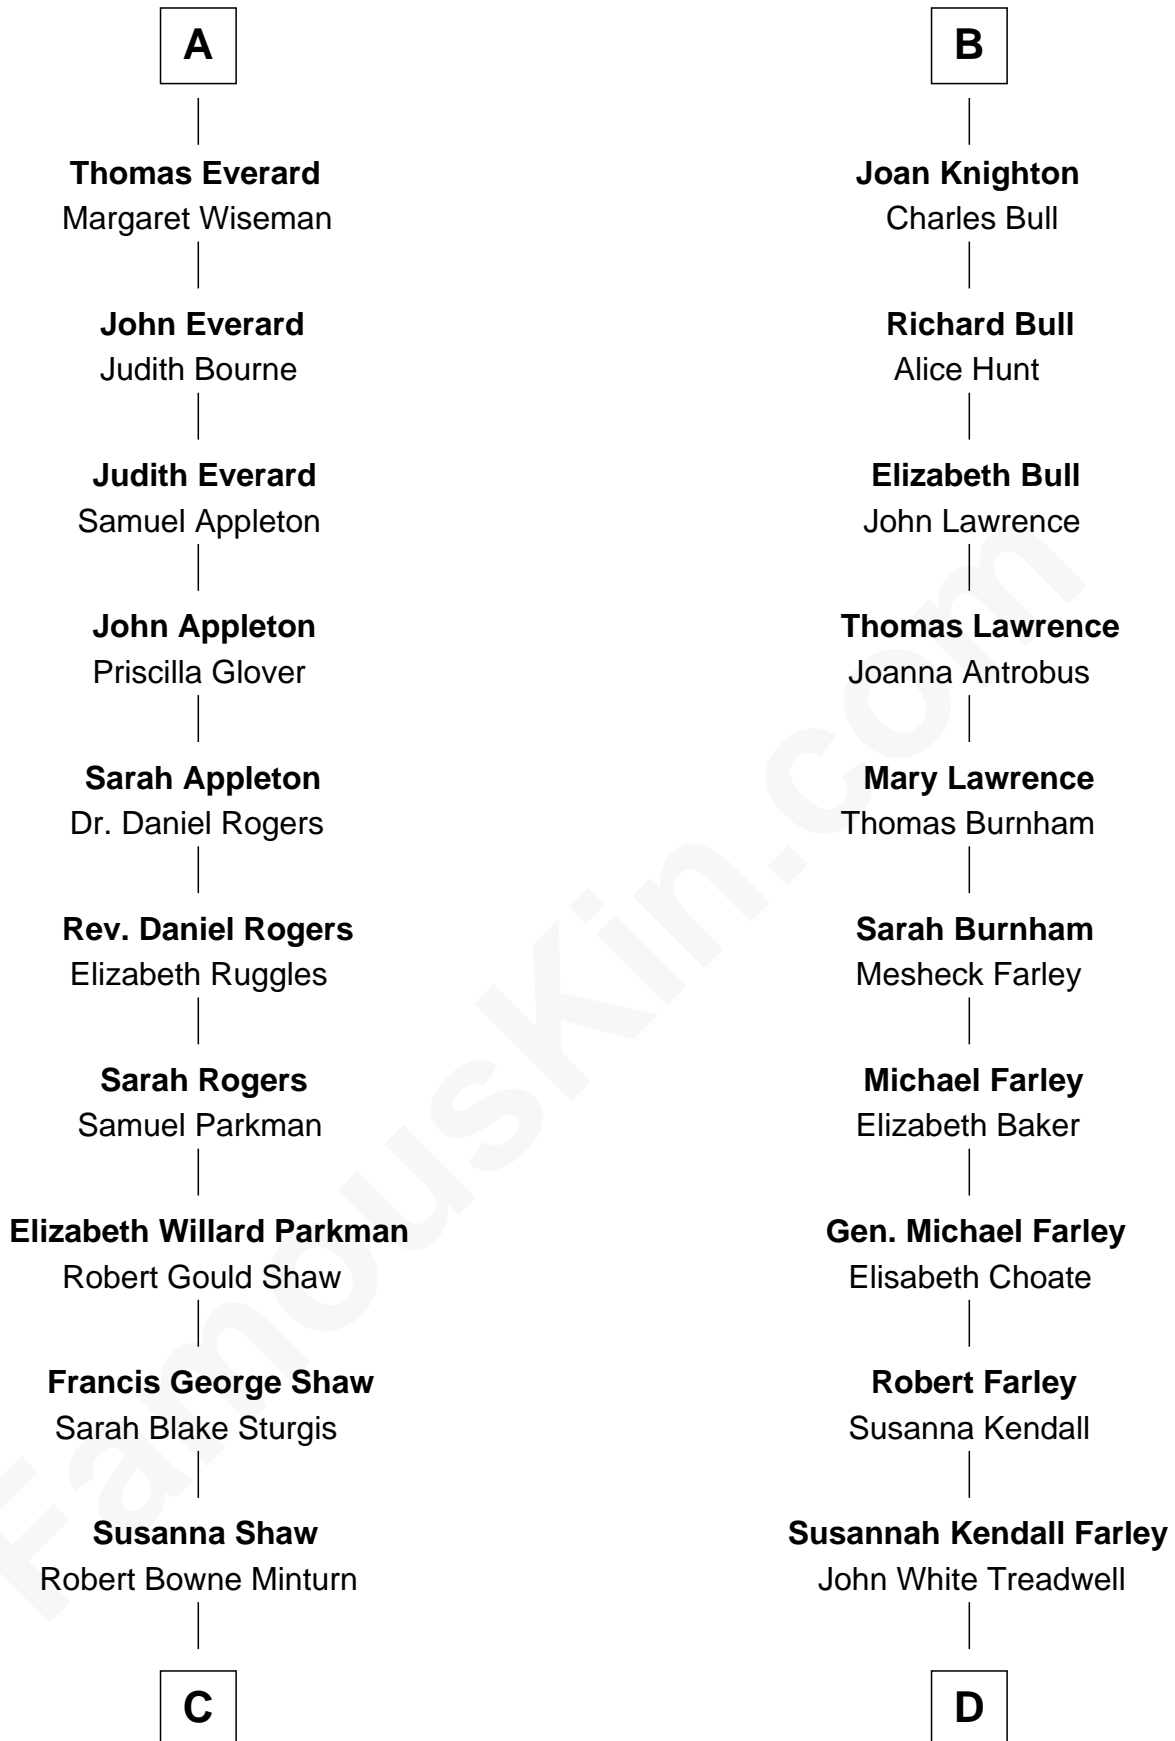 A
Thomas Everard
Margaret Wiseman
John Everard
Judith Bourne
Judith Everard
Samuel Appleton
John Appleton
Priscilla Glover
Sarah Appleton
Dr. Daniel Rogers
Rev. Daniel Rogers
Elizabeth Ruggles
Sarah Rogers
Samuel Parkman
Elizabeth Willard Parkman
Robert Gould Shaw
Francis George Shaw
Sarah Blake Sturgis
Susanna Shaw
Robert Bowne Minturn
C
B
Joan Knighton
Charles Bull
Richard Bull
Alice Hunt
Elizabeth Bull
John Lawrence
Thomas Lawrence
Joanna Antrobus
Mary Lawrence
Thomas Burnham
Sarah Burnham
Mesheck Farley
Michael Farley
Elizabeth Baker
Gen. Michael Farley
Elisabeth Choate
Robert Farley
Susanna Kendall
Susannah Kendall Farley
John White Treadwell
D
FamousKin.com